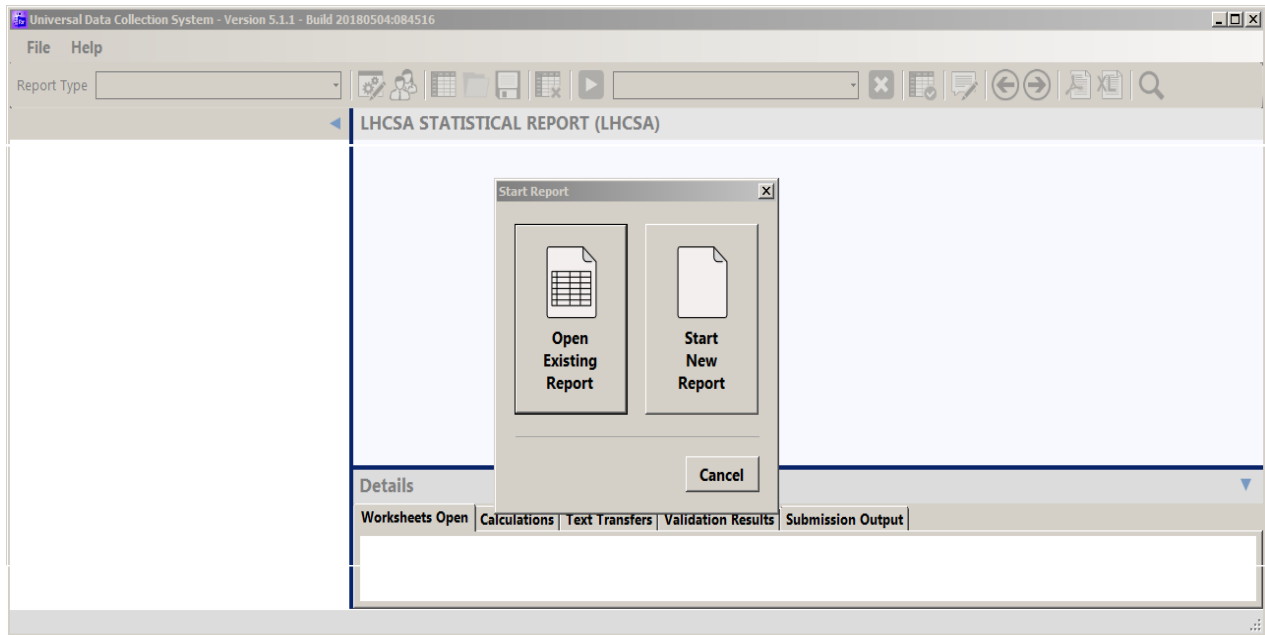 Universal Data Collection System - Version 5.1.1 - Build 20180504:084516
File Help
Report Type
LHCSA STATISTICAL REPORT (LHCSA)
Start Report
Open
Existing
Report
Start
New
Report
Cancel
Details
Worksheets Open Calculations Text Transfers Validation Results Submission Output